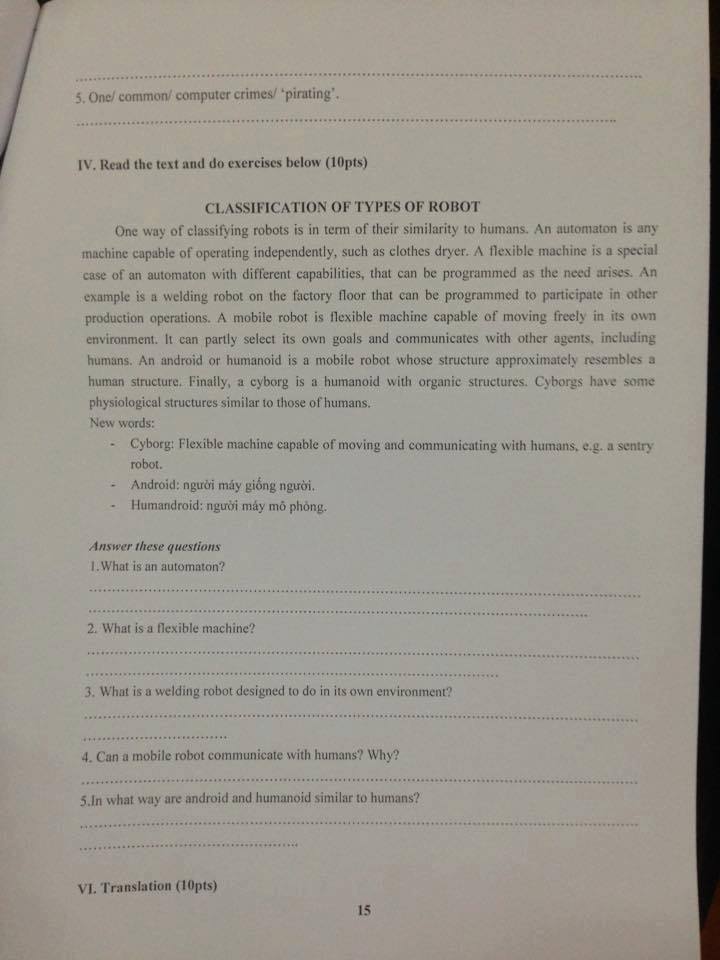 5. One/ common/ computer crimes/ ‘pirating’.
IV. Read the text and do exercises below (10pts)
CLASSIFICATION OF TYPES OF ROBOT
One way of classifying robots is in term of their similarity to humans. An automaton is any
machine capable of operating independently, such as clothes dryer. A flexible machine is a special
case of an automaton with different capabilities, that can be programmed as the need arises. An
example is a welding robot on the factory floor that can be programmed to participate in other
production operations. A mobile robot is flexible machine capable of moving freely in its own
environment. It can partly select its own goals and communicates with other agents, including
humans. An android or humanoid is a mobile robot whose structure approximately resembles a
human structure. Finally, a cyborg is a humanoid with organic structures. Cyborgs have some
physiological structures similar to those of humans.
New words:
- Cyborg: Flexible machine capable of moving and communicating with humans, e.g. a sentry
robot.
- Android: người máy giống người.
- Humandroid: người máy mô phỏng.
Answer these questions
1.What is an automaton?
2. What is a flexible machine?
3. What is a welding robot designed to do in its own environment?
4. Can a mobile robot communicate with humans? Why?
5.In what way are android and humanoid similar to humans?
VI. Translation (10pts)
15